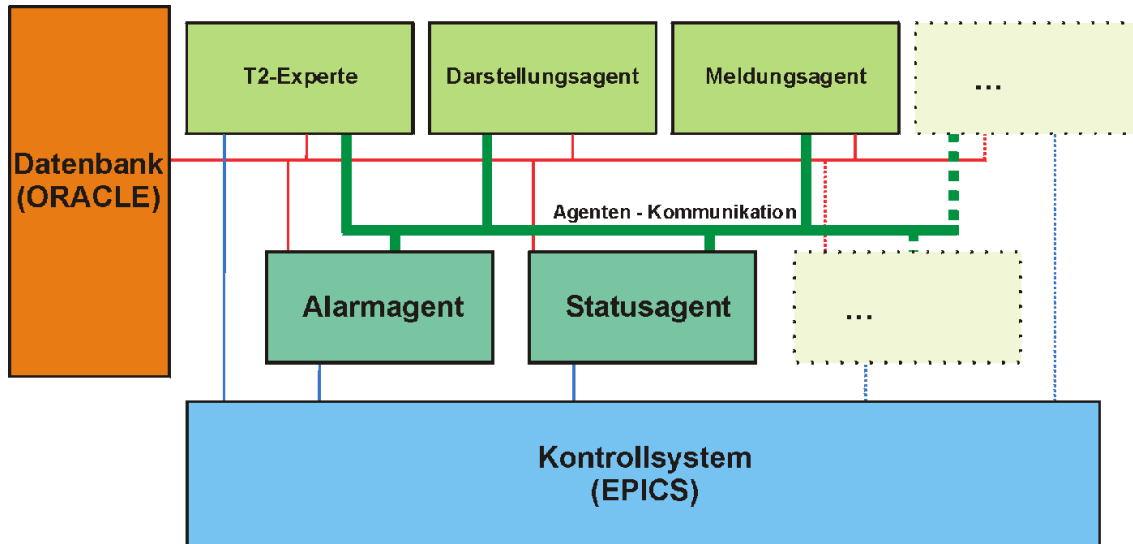 T2-Experte
Darstellungsagent
Meldungsagent
...
Datenbank
(ORACLE)
Agenten - Kommunikation
Alarmagent
Statusagent
...
Kontrollsystem
(EPICS)